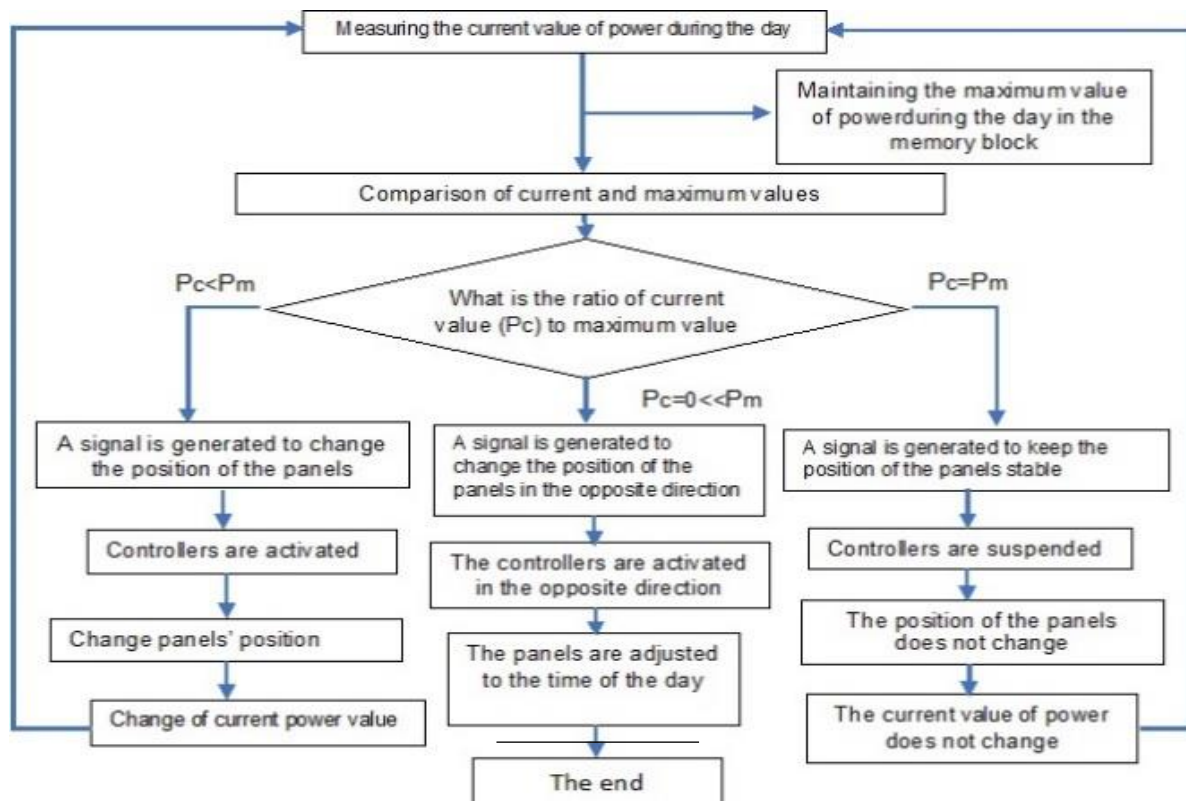 Measuring the current value of power during the day
Maintaining the maximum value
of powerduring the day in the
memory block
Comparison of current and maximum values
What is the ratio of current
value (Pc) to maximum value
Pc<Pm
Pc=0<<Pm
Pc=Pm
A signal is generated to change
the position of the panels
Controllers are activated
Change panels’ position
Change of current power value
A signal is generated to
change the position of the
panels in the opposite direction
The controllers are activated
in the opposite direction
The panels are adjusted
to the time of the day
The end
A signal is generated to keep the
position of the panels stable
Controllers are suspended
The position of the panels
does not change
The current value of power
does not change